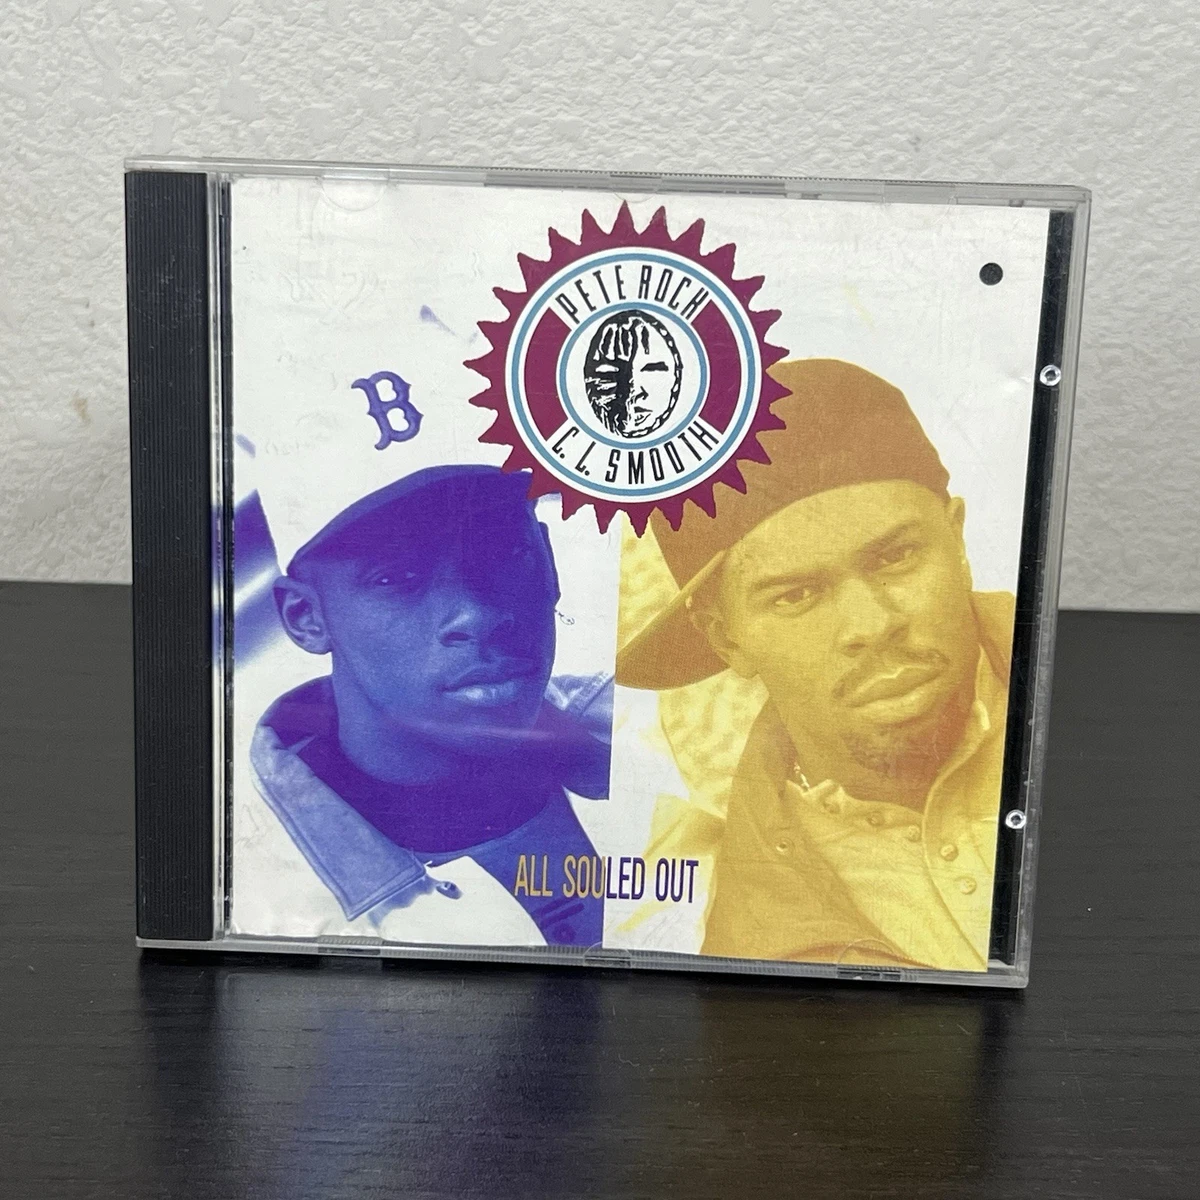 PETE ROCK
C.L. SMOOTH
B
ALL SOULED OUT